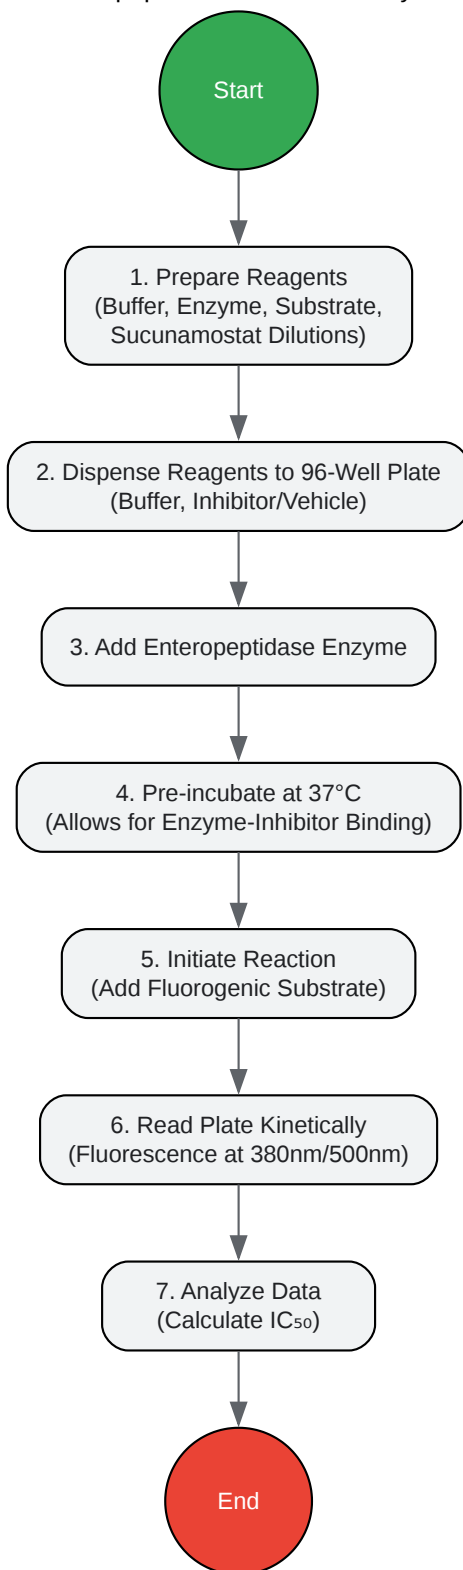 Start
1. Prepare Reagents
(Buffer, Enzyme, Substrate,
Sucunamostat Dilutions)
2. Dispense Reagents to 96-Well Plate
(Buffer, Inhibitor/Vehicle)
3. Add Enteropeptidase Enzyme
4. Pre-incubate at 37°C
(Allows for Enzyme-Inhibitor Binding)
5. Initiate Reaction
(Add Fluorogenic Substrate)
6. Read Plate Kinetically
(Fluorescence at 380nm/500nm)
7. Analyze Data
(Calculate IC₅₀)
End